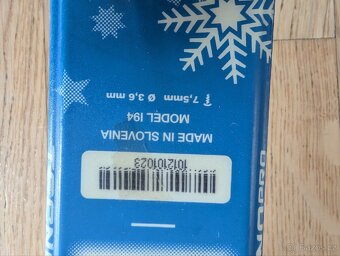 1012101023
MADE IN SLOVENIA
MODEL 194
7,5mm Ø 3,6 mm